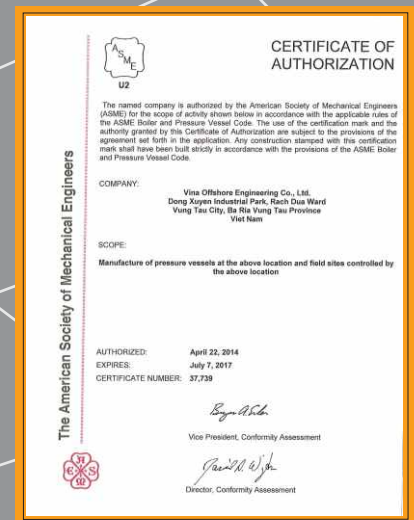 CERTIFICATE OF
AUTHORIZATION
ASME
U2
The named company is authorized by the American Society of Mechanical Engineers
(ASME) for the scope of activity shown below in accordance with the applicable rules of
the ASME Boiler and Pressure Vessel Code. The use of the certification mark and the
authority granted by this Certificate of Authorization are subject to the provisions of the
agreement set forth in the application. Any construction stamped with this certification
mark shall have been built strictly in accordance with the provisions of the ASME Boiler
and Pressure Vessel Code.
COMPANY:
Vina Offshore Engineering Co., Ltd.
Dong Xuyen Industrial Park, Rach Dua Ward
Vung Tau City, Ba Ria Vung Tau Province
Viet Nam
SCOPE:
Manufacture of pressure vessels at the above location and field sites controlled by
the above location
AUTHORIZED: April 22, 2014
EXPIRES: July 7, 2017
CERTIFICATE NUMBER: 37,739
Vice President, Conformity Assessment
Director, Conformity Assessment
The American Society of Mechanical Engineers